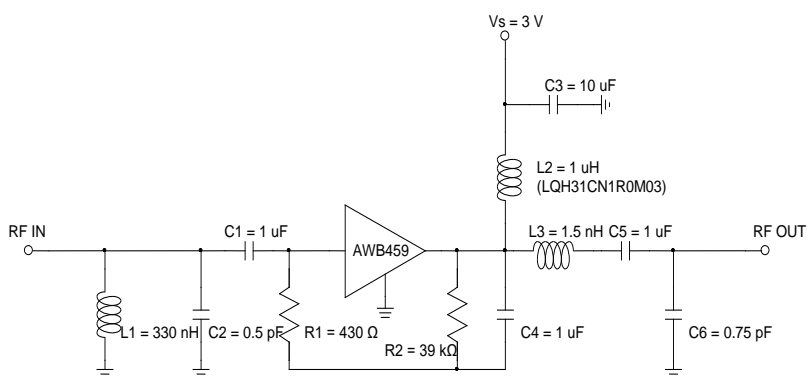 Vs = 3 V
C3 = 10 uF
L2 = 1 uH
(LQH31CN1R0M03)
RF IN
C1 = 1 uF
AWB459
L3 = 1.5 nH
C5 = 1 uF
RF OUT
L1 = 330 nH
C2 = 0.5 pF
R1 = 430 Ω
R2 = 39 kΩ
C4 = 1 uF
C6 = 0.75 pF